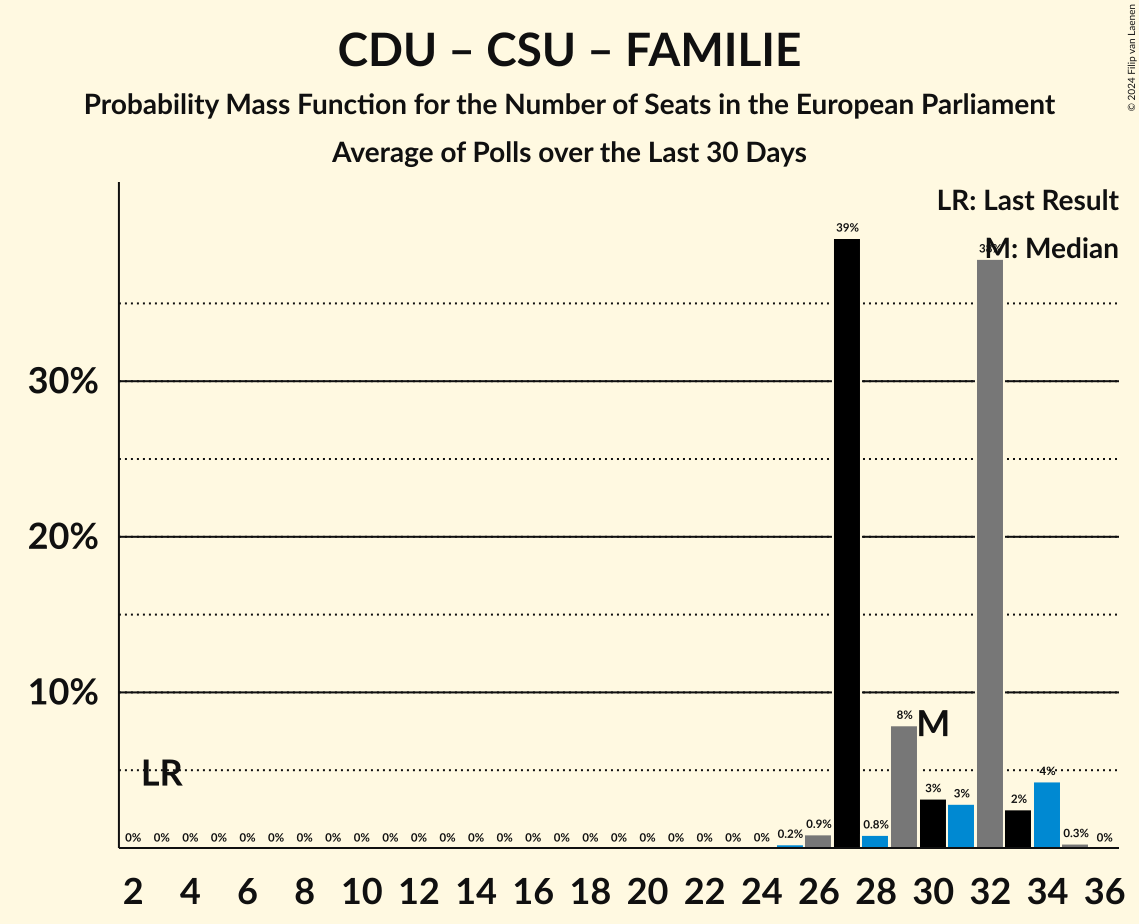 CDU – CSU – FAMILIE
Probability Mass Function for the Number of Seats in the European Parliament
Average of Polls over the Last 30 Days
© 2024 Filip van Laenen
LR: Last Result
M: Median
39%
30%
20%
10%
8%
M
LR
4%
3%
3%
2%
0% 0% 0% 0% 0% 0% 0% 0% 0% 0% 0% 0% 0% 0% 0% 0% 0% 0% 0% 0% 0% 0% 0% 0.2% 0.9% 0.8% 0.3% 0%
2 4 6 8 10 12 14 16 18 20 22 24 26 28 30 32 34 36